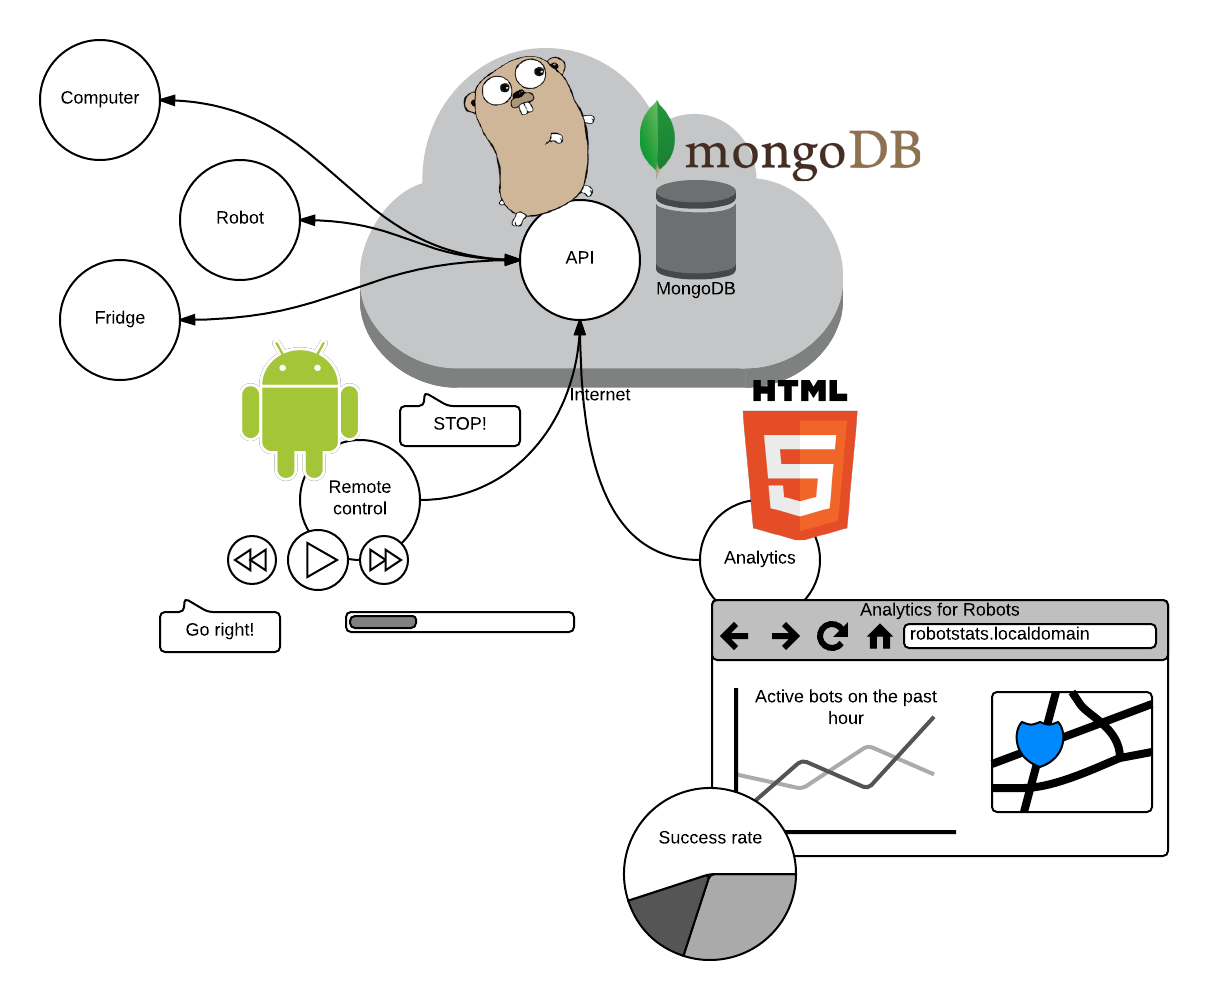 Computer
Robot
Fridge
API
mongoDB
MongoDB
Internet
STOP!
Remote
control
Go right!
HTML
5
Analytics
Analytics for Robots
robotstats.localdomain
Active bots on the past
hour
Success rate